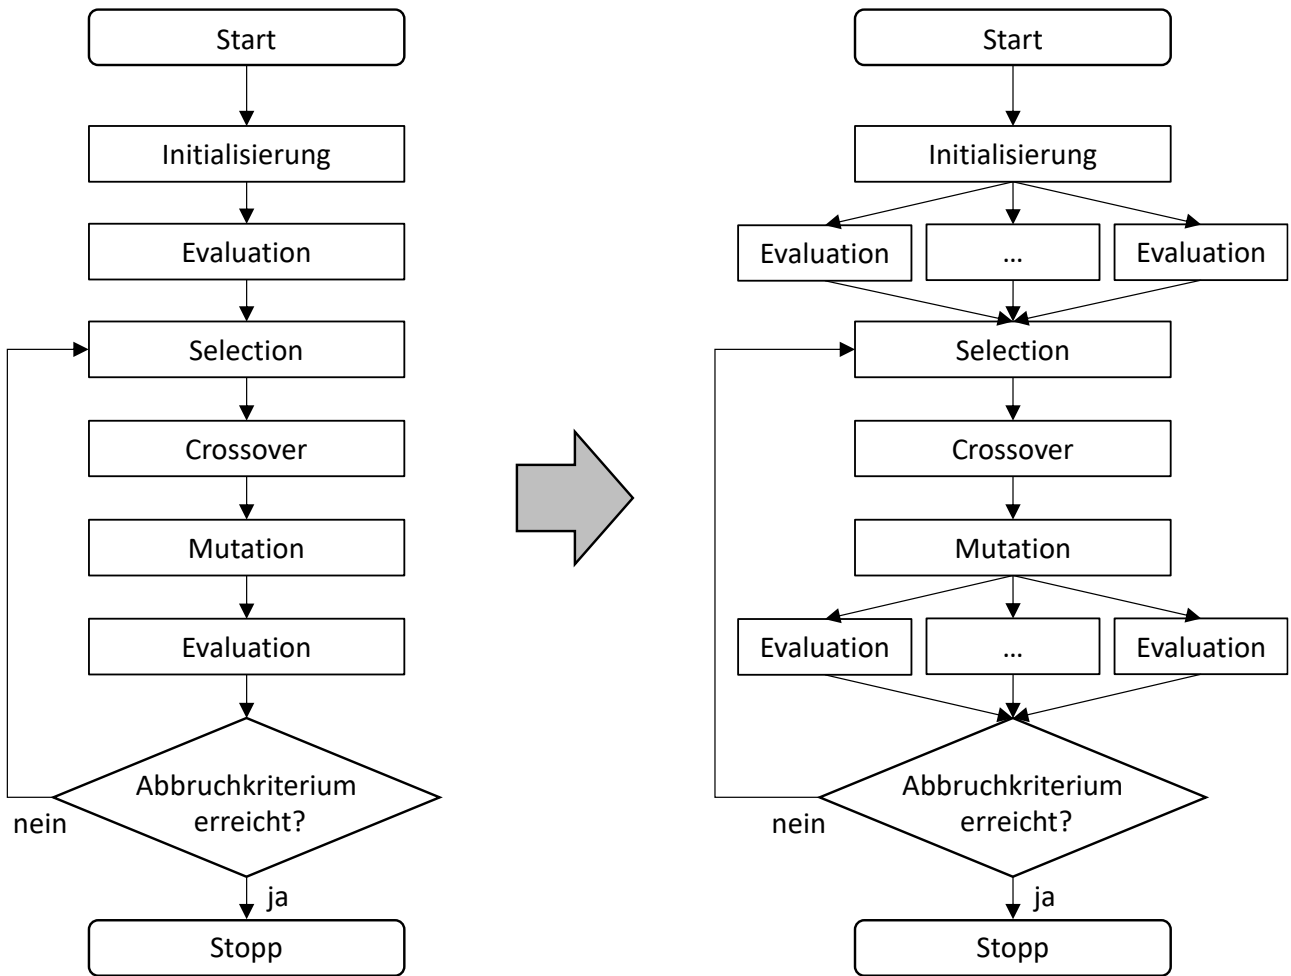 Start
Initialisierung
Evaluation
Selection
Crossover
Mutation
Evaluation
Abbruchkriterium
erreicht?
nein
ja
Stopp
Start
Initialisierung
Evaluation
...
Evaluation
Selection
Crossover
Mutation
Evaluation
...
Evaluation
Abbruchkriterium
erreicht?
nein
ja
Stopp